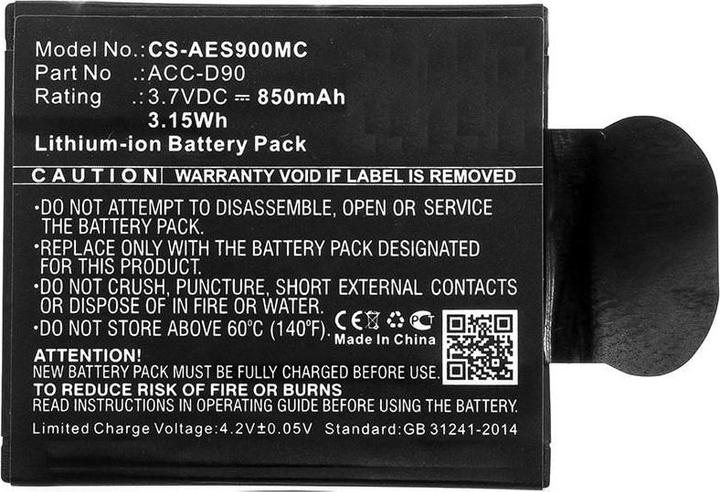 Model No.:CS-AES900MC
Part No .:ACC-D90
Rating .:3.7VDC ⎓ 850mAh
3.15Wh
Lithium-ion Battery Pack
CAUTION WARRANTY VOID IF LABEL IS REMOVED
•DO NOT ATTEMPT TO DISASSEMBLE, OPEN OR SERVICE
THE BATTERY PACK.
•REPLACE ONLY WITH THE BATTERY PACK DESIGNATED
FOR THIS PRODUCT.
•DO NOT CRUSH, PUNCTURE, SHORT EXTERNAL CONTACTS
OR DISPOSE OF IN FIRE OR WATER.
•DO NOT STORE ABOVE 60°C (140°F). CE PCT
Made In China
ATTENTION!
NEW BATTERY PACK MUST BE FULLY CHARGED BEFORE USE.
TO REDUCE RISK OF FIRE OR BURNS
READ INSTRUCTIONS IN OPERATING GUIDE BEFORE USING THE BATTERY.
Limited Charge Voltage:4.2V±0.05V Standard:GB 31241-2014